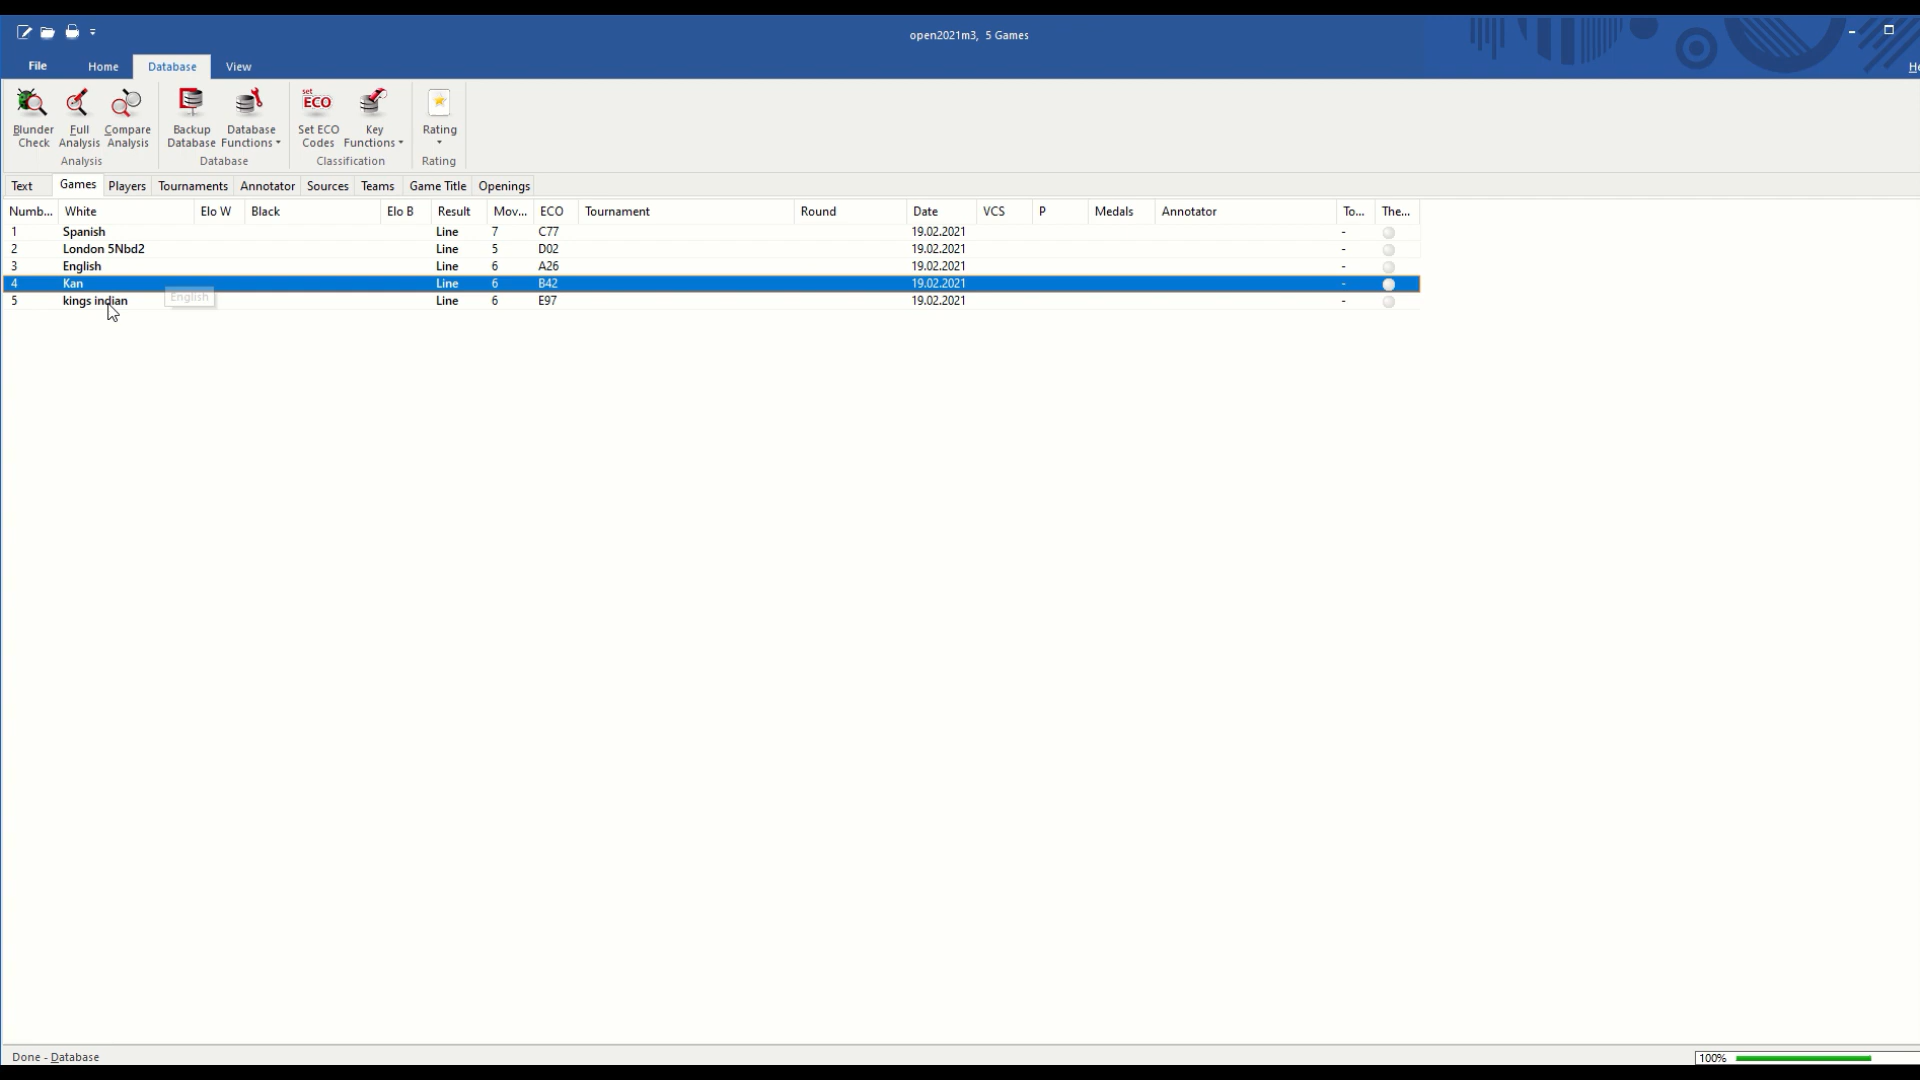 open2021m3, 5 Games
File Home Database View
Blunder Check Full Analysis Compare Analysis Backup Database Database Functions Set ECO Codes Key Functions Rating
Analysis Database Classification Rating
Text Games Players Tournaments Annotator Sources Teams Game Title Openings
Numb... White Elo W Black Elo B Result Mov... ECO Tournament Round Date VCS P Medals Annotator To... The...
1 Spanish Line 7 C77 19.02.2021 -
2 London 5Nbd2 Line 5 D02 19.02.2021 -
3 English Line 6 A26 19.02.2021 -
4 Kan Line 6 B42 19.02.2021 -
English
5 kings indian Line 6 E97 19.02.2021 -
Done - Database 100%